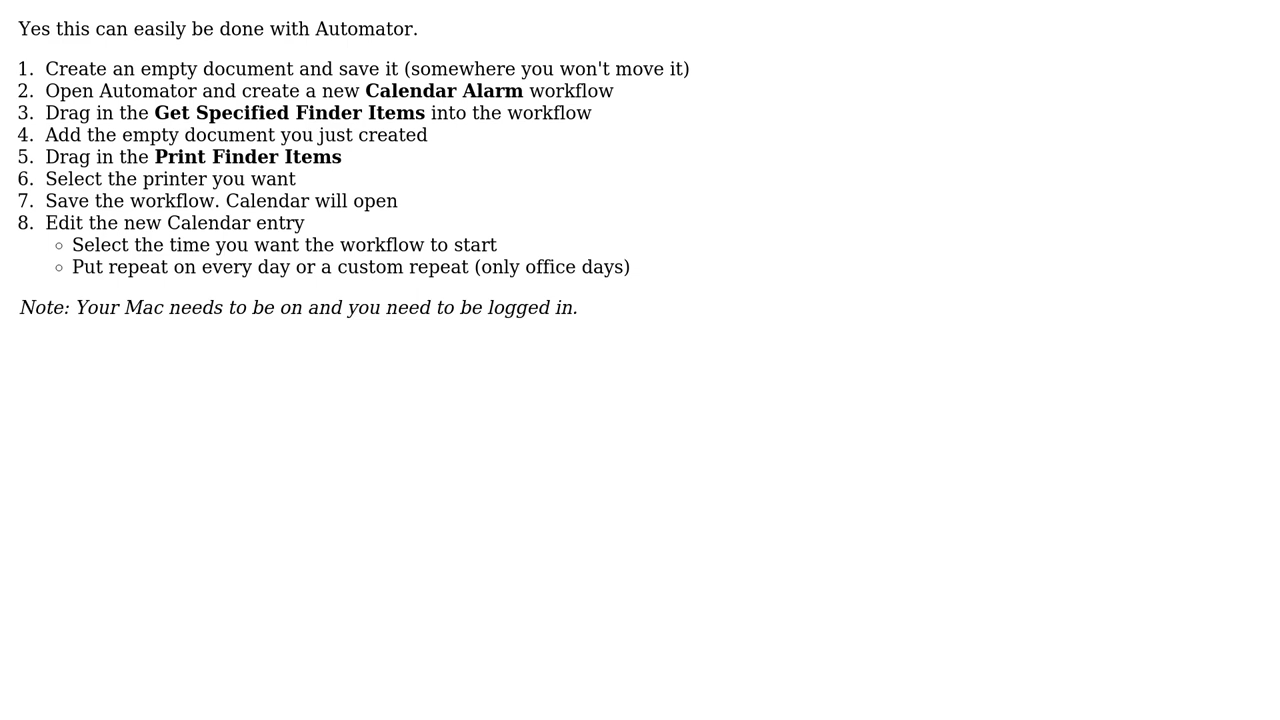 Yes this can easily be done with Automator.
1. Create an empty document and save it (somewhere you won't move it)
2. Open Automator and create a new Calendar Alarm workflow
3. Drag in the Get Specified Finder Items into the workflow
4. Add the empty document you just created
5. Drag in the Print Finder Items
6. Select the printer you want
7. Save the workflow. Calendar will open
8. Edit the new Calendar entry
◦ Select the time you want the workflow to start
◦ Put repeat on every day or a custom repeat (only office days)
Note: Your Mac needs to be on and you need to be logged in.